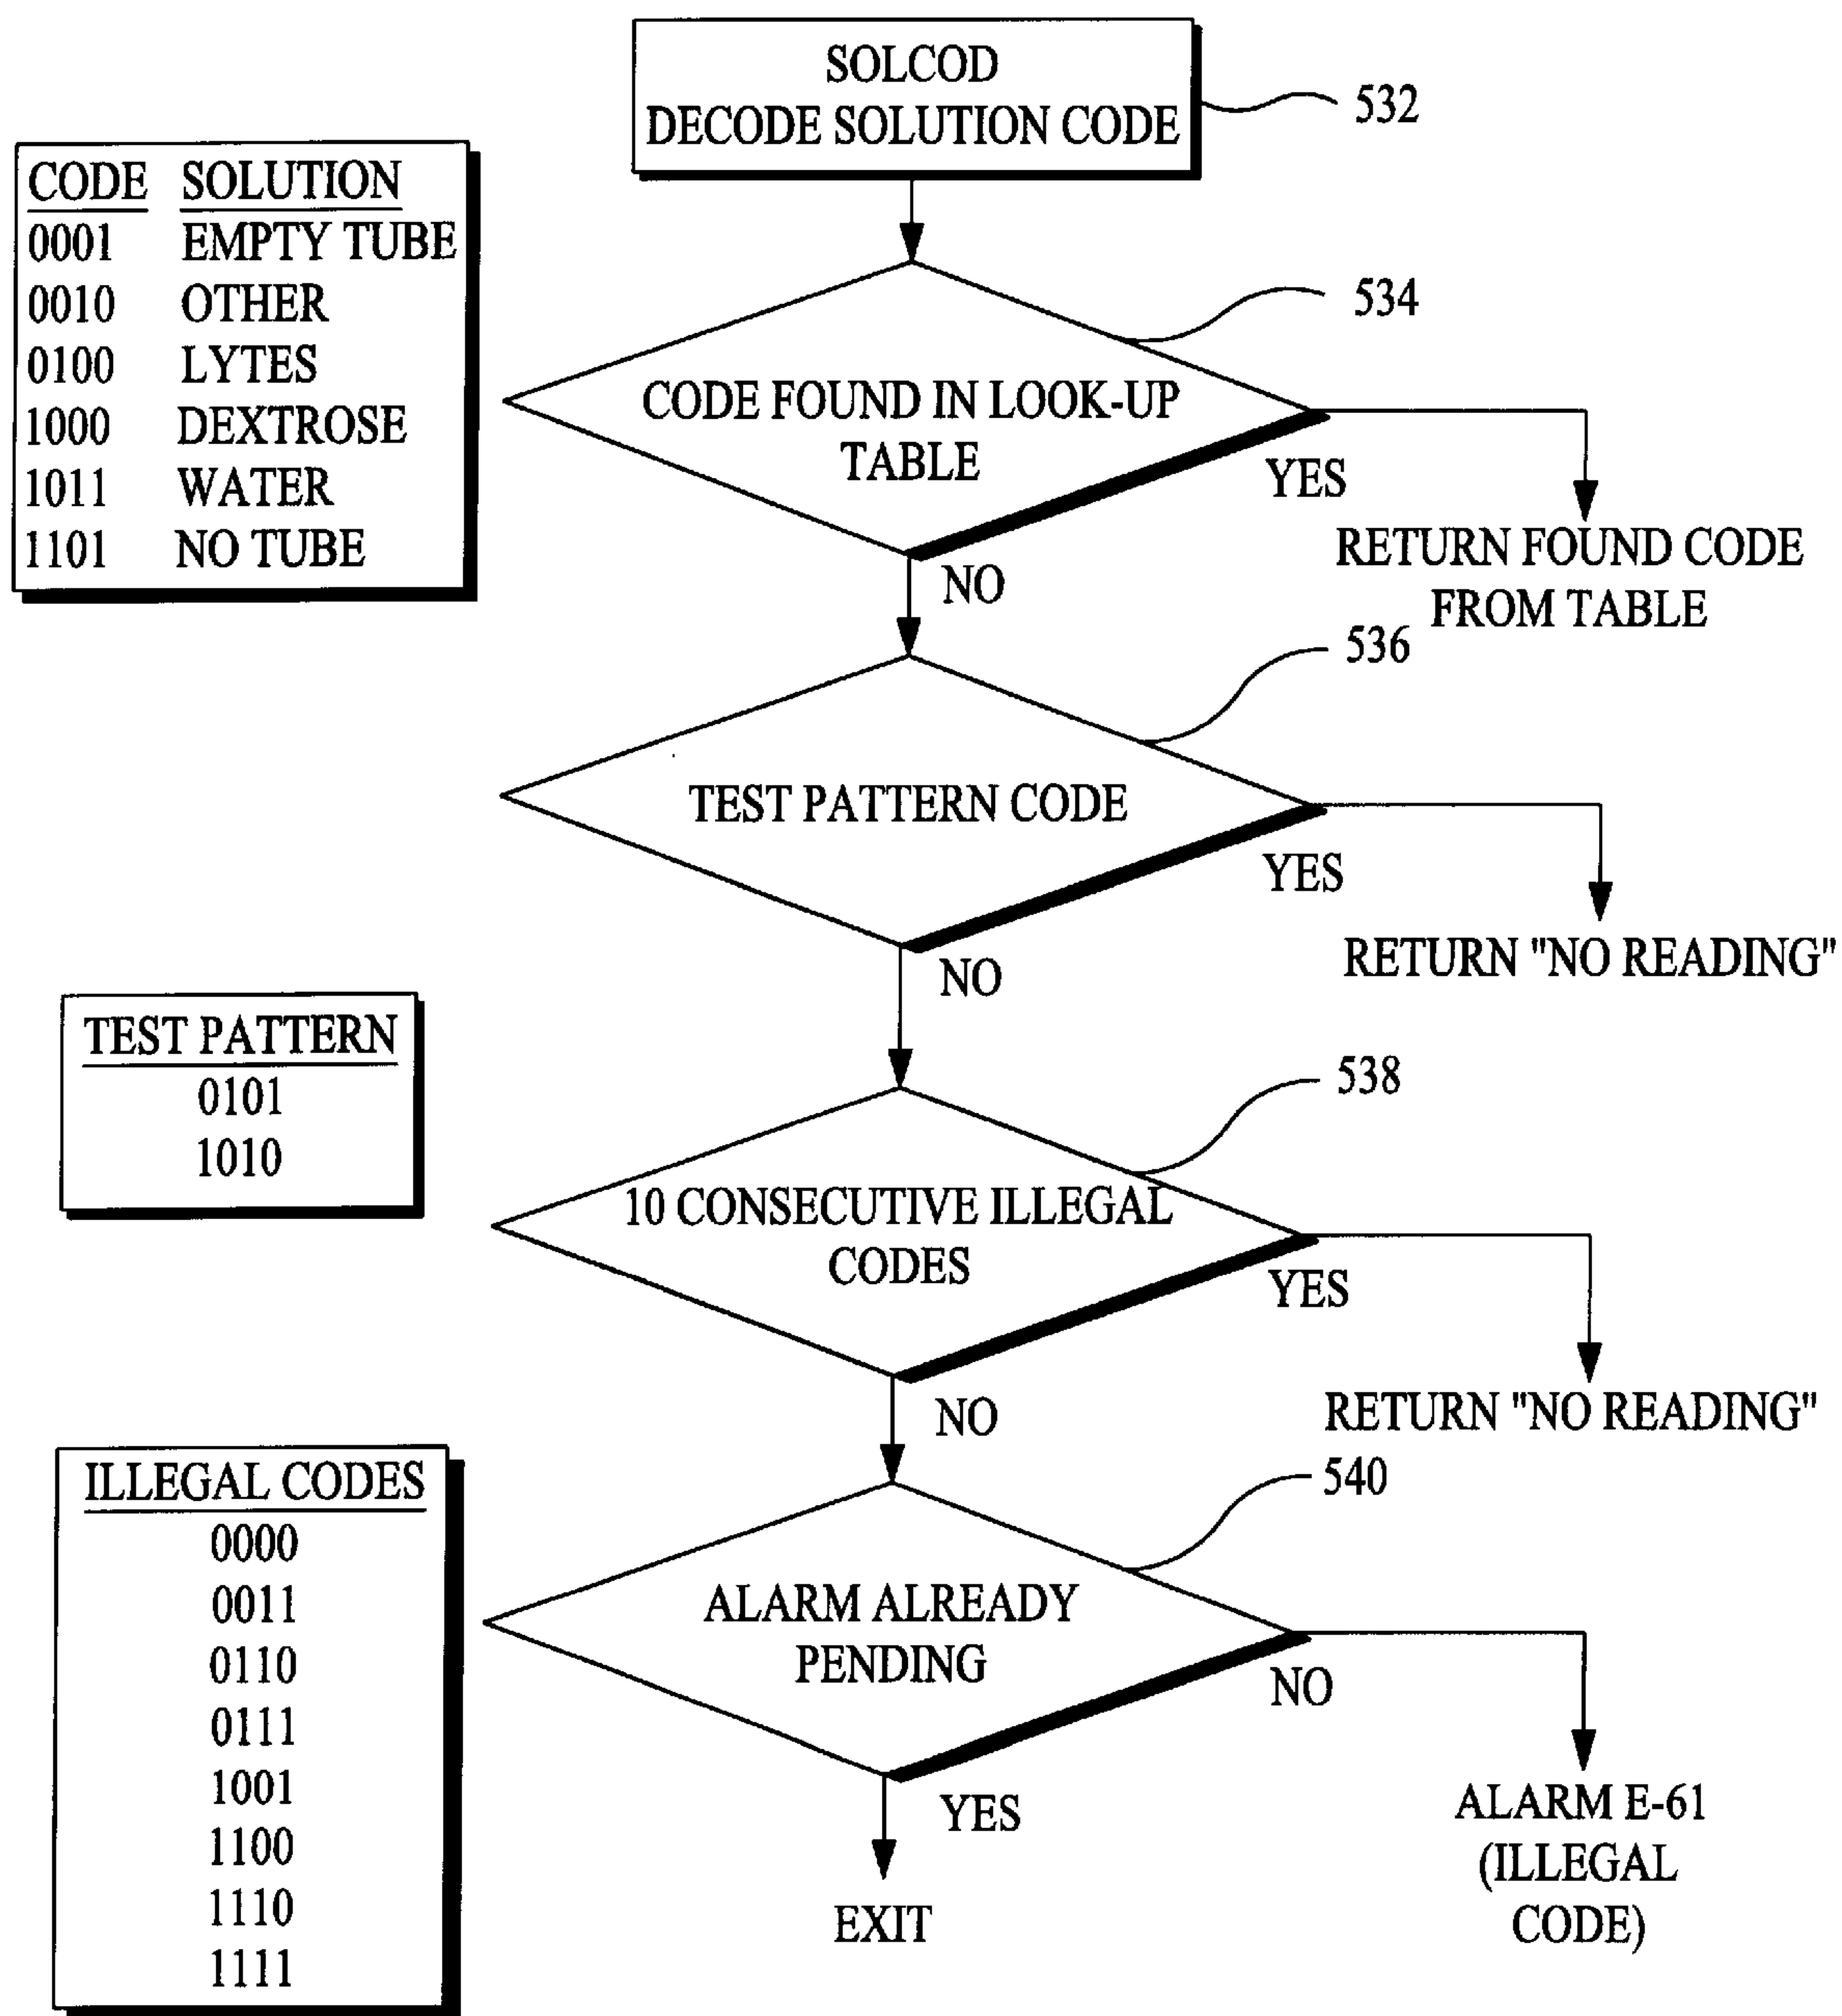 SOLCOD
DECODE SOLUTION CODE
532
CODE SOLUTION
0001 EMPTY TUBE
0010 OTHER
0100 LYTES
1000 DEXTROSE
1011 WATER
1101 NO TUBE
534
CODE FOUND IN LOOK-UP
TABLE
YES
NO
RETURN FOUND CODE
FROM TABLE
536
TEST PATTERN CODE
YES
NO
RETURN "NO READING"
TEST PATTERN
0101
1010
538
10 CONSECUTIVE ILLEGAL
CODES
YES
NO
RETURN "NO READING"
ILLEGAL CODES
0000
0011
0110
0111
1001
1100
1110
1111
540
ALARM ALREADY
PENDING
NO
YES
EXIT
ALARM E-61
(ILLEGAL
CODE)